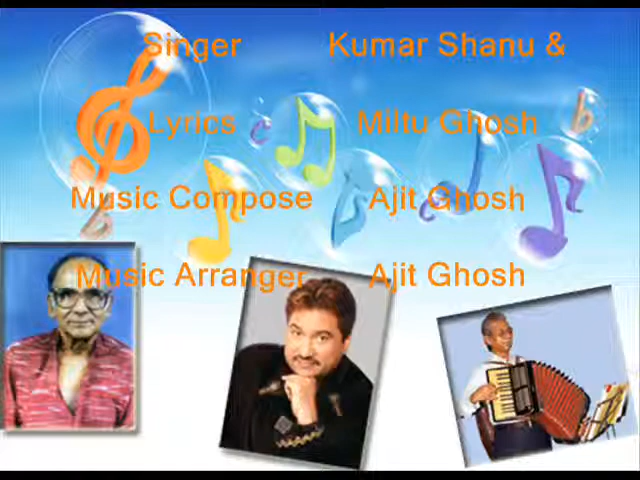 Singer Kumar Shanu &
Lyrics Miltu Ghosh
Music Compose Ajit Ghosh
Music Arranger Ajit Ghosh